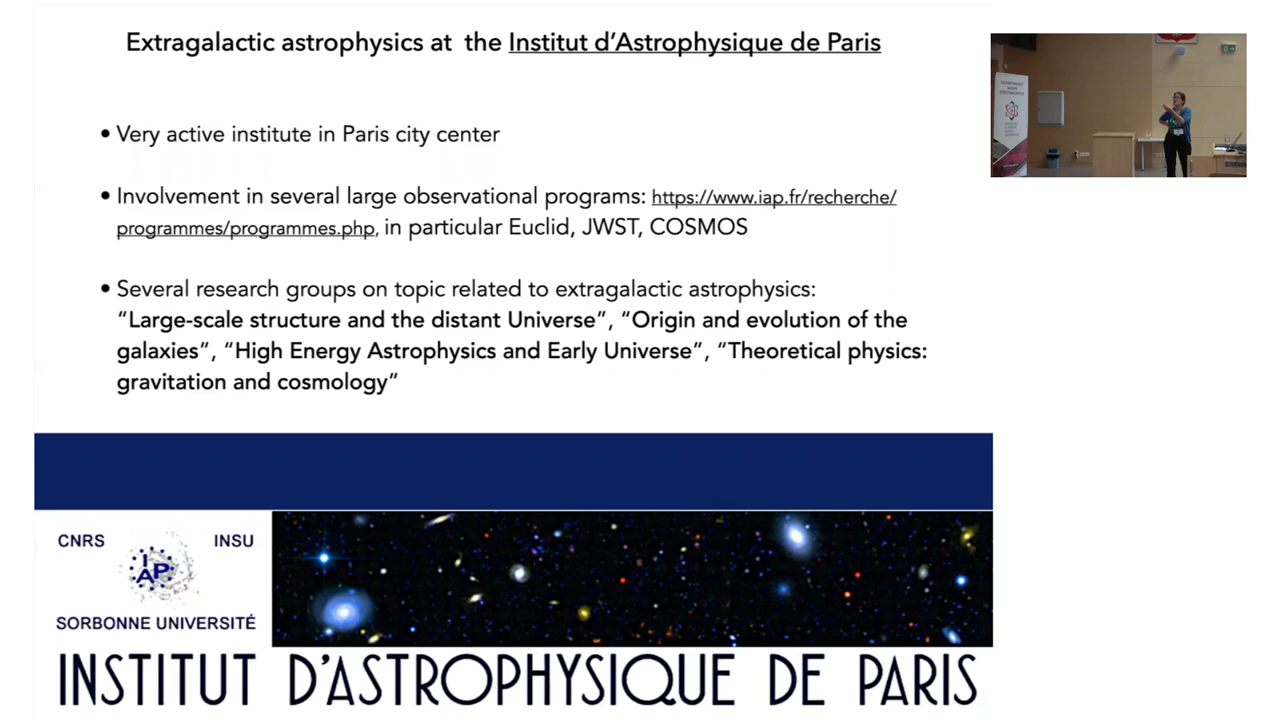 Extragalactic astrophysics at the Institut d’Astrophysique de Paris
• Very active institute in Paris city center
• Involvement in several large observational programs: https://www.iap.fr/recherche/
programmes/programmes.php, in particular Euclid, JWST, COSMOS
• Several research groups on topic related to extragalactic astrophysics:
“Large-scale structure and the distant Universe”, “Origin and evolution of the
galaxies”, “High Energy Astrophysics and Early Universe”, “Theoretical physics:
gravitation and cosmology”
CNRS INSU
IAP
SORBONNE UNIVERSITÉ
INSTITUT D’ASTROPHYSIQUE DE PARIS